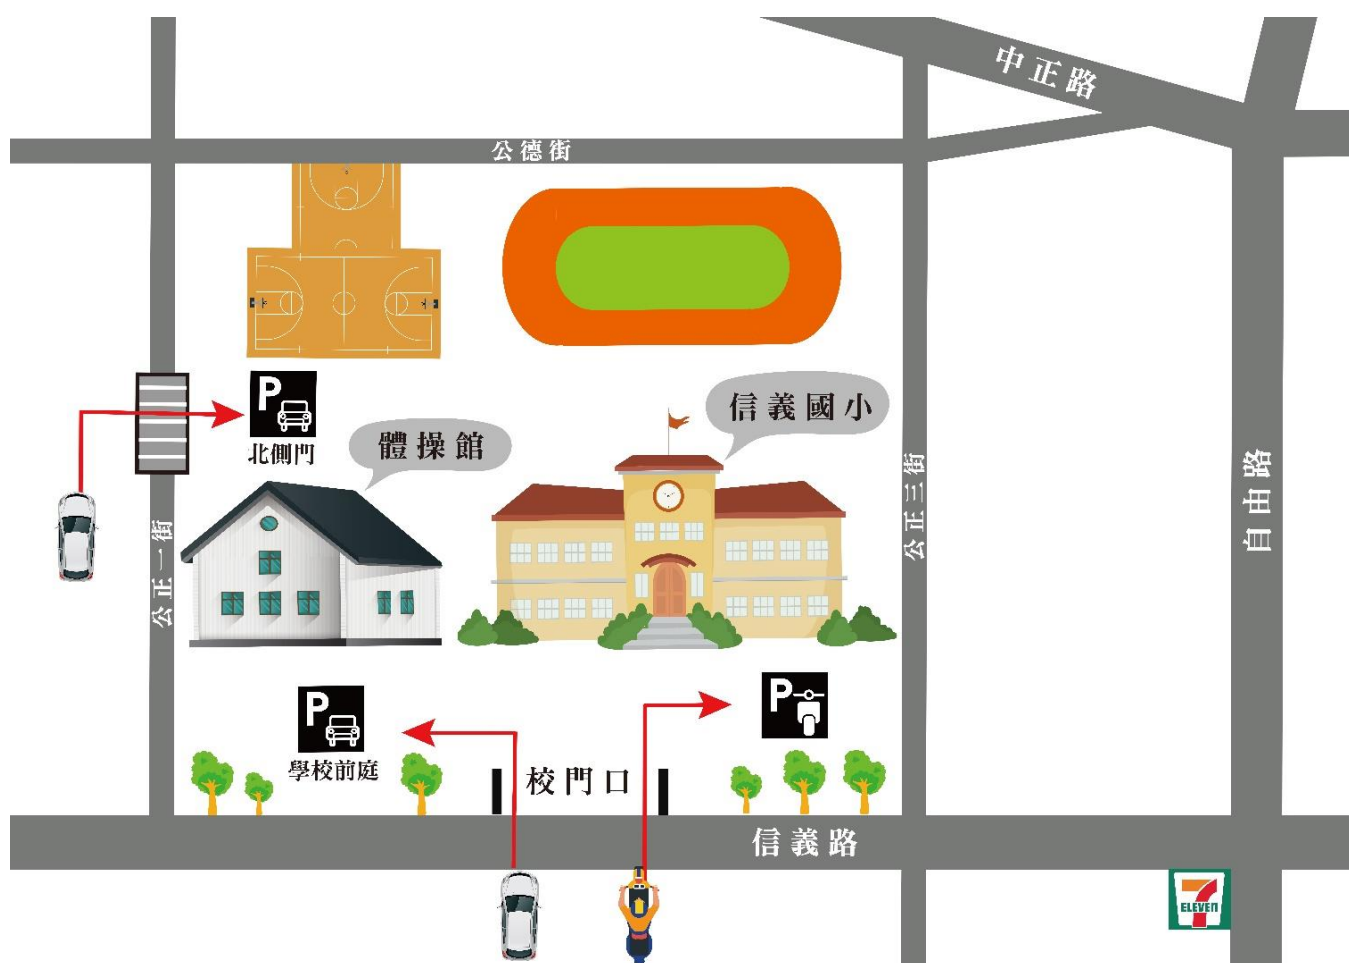 中正路
公德街
P
北側門
體操館
信義國小
公正一街
公正三街
自由路
P
學校前庭
校門口
P
信義路
7
ELEVEn